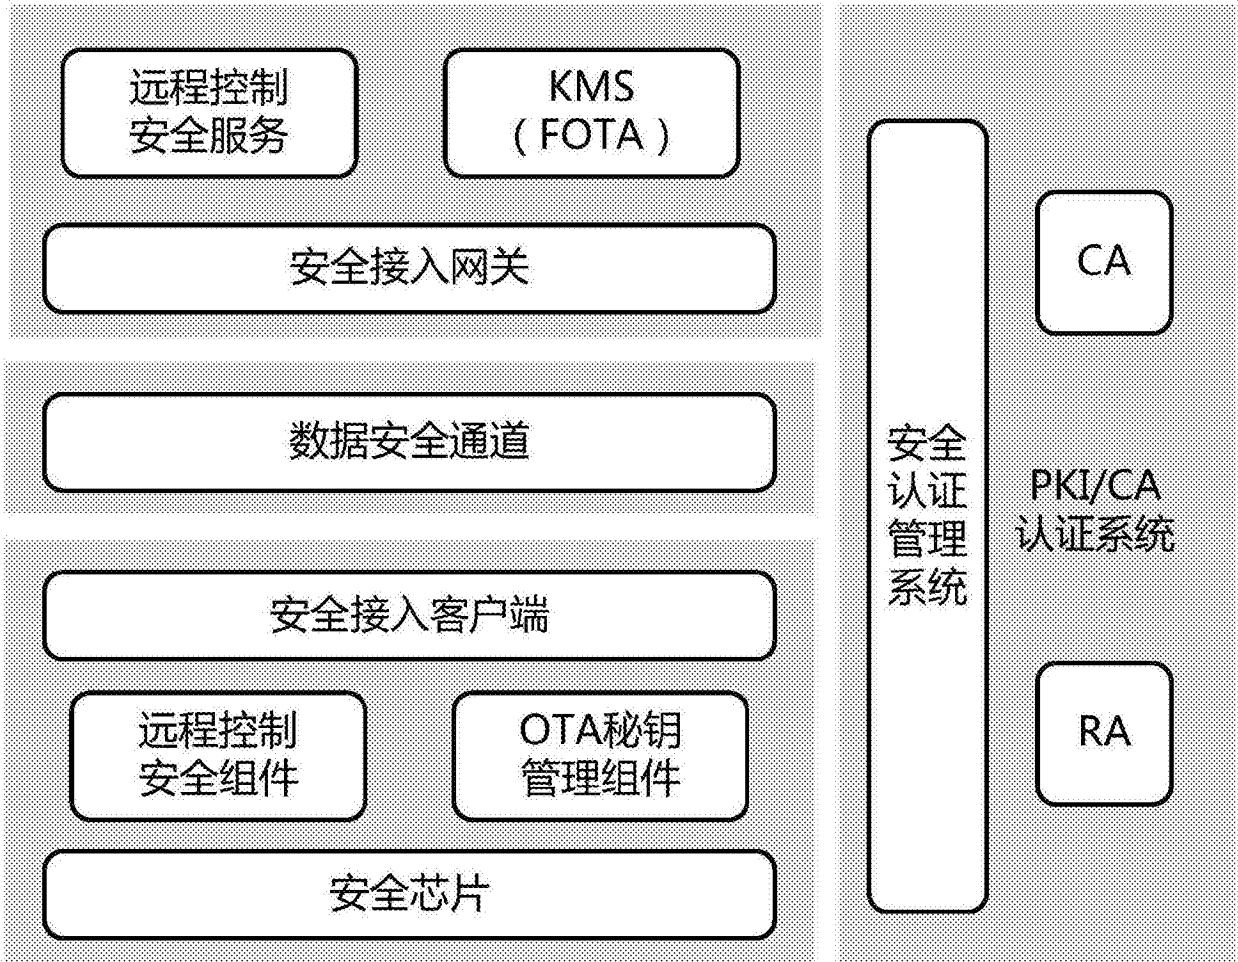 远程控制
安全服务
KMS
（FOTA）
安全接入网关
数据安全通道
安全接入客户端
远程控制
安全组件
OTA秘钥
管理组件
安全芯片
安全
认证
管理
系统
CA
PKI/CA
认证系统
RA